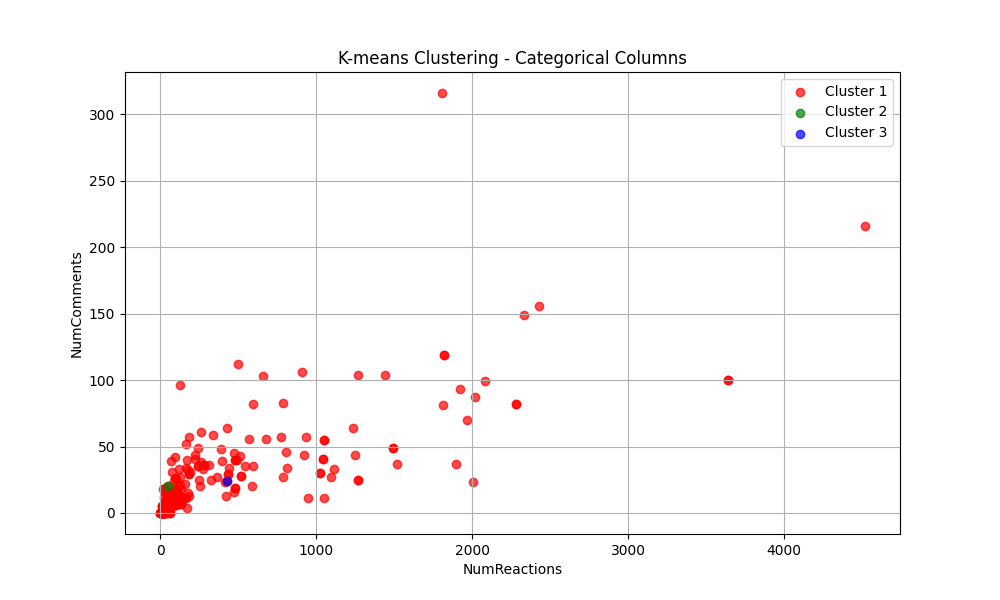 K-means Clustering - Categorical Columns
Cluster 1
Cluster 2
Cluster 3
NumComments
300
250
200
150
100
50
0
0 1000 2000 3000 4000
NumReactions